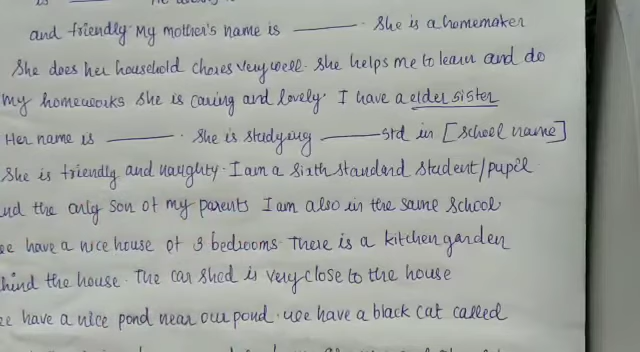 is
and friendly. My mother's name is ______. She is a homemaker
She does her household chores very well. She helps me to learn and do
my homeworks She is caring and lovely. I have a elder sister
Her name is ______. She is studying ______ std in [school name]
She is friendly and naughty. I am a sixth standard student/pupil
nd the only son of my parents I am also in the same school
ee have a nice house of 3 bedrooms There is a kitchen garden
hind the house. The car shed is very close to the house
ee have a nice pond near our pond. we have a black cat called